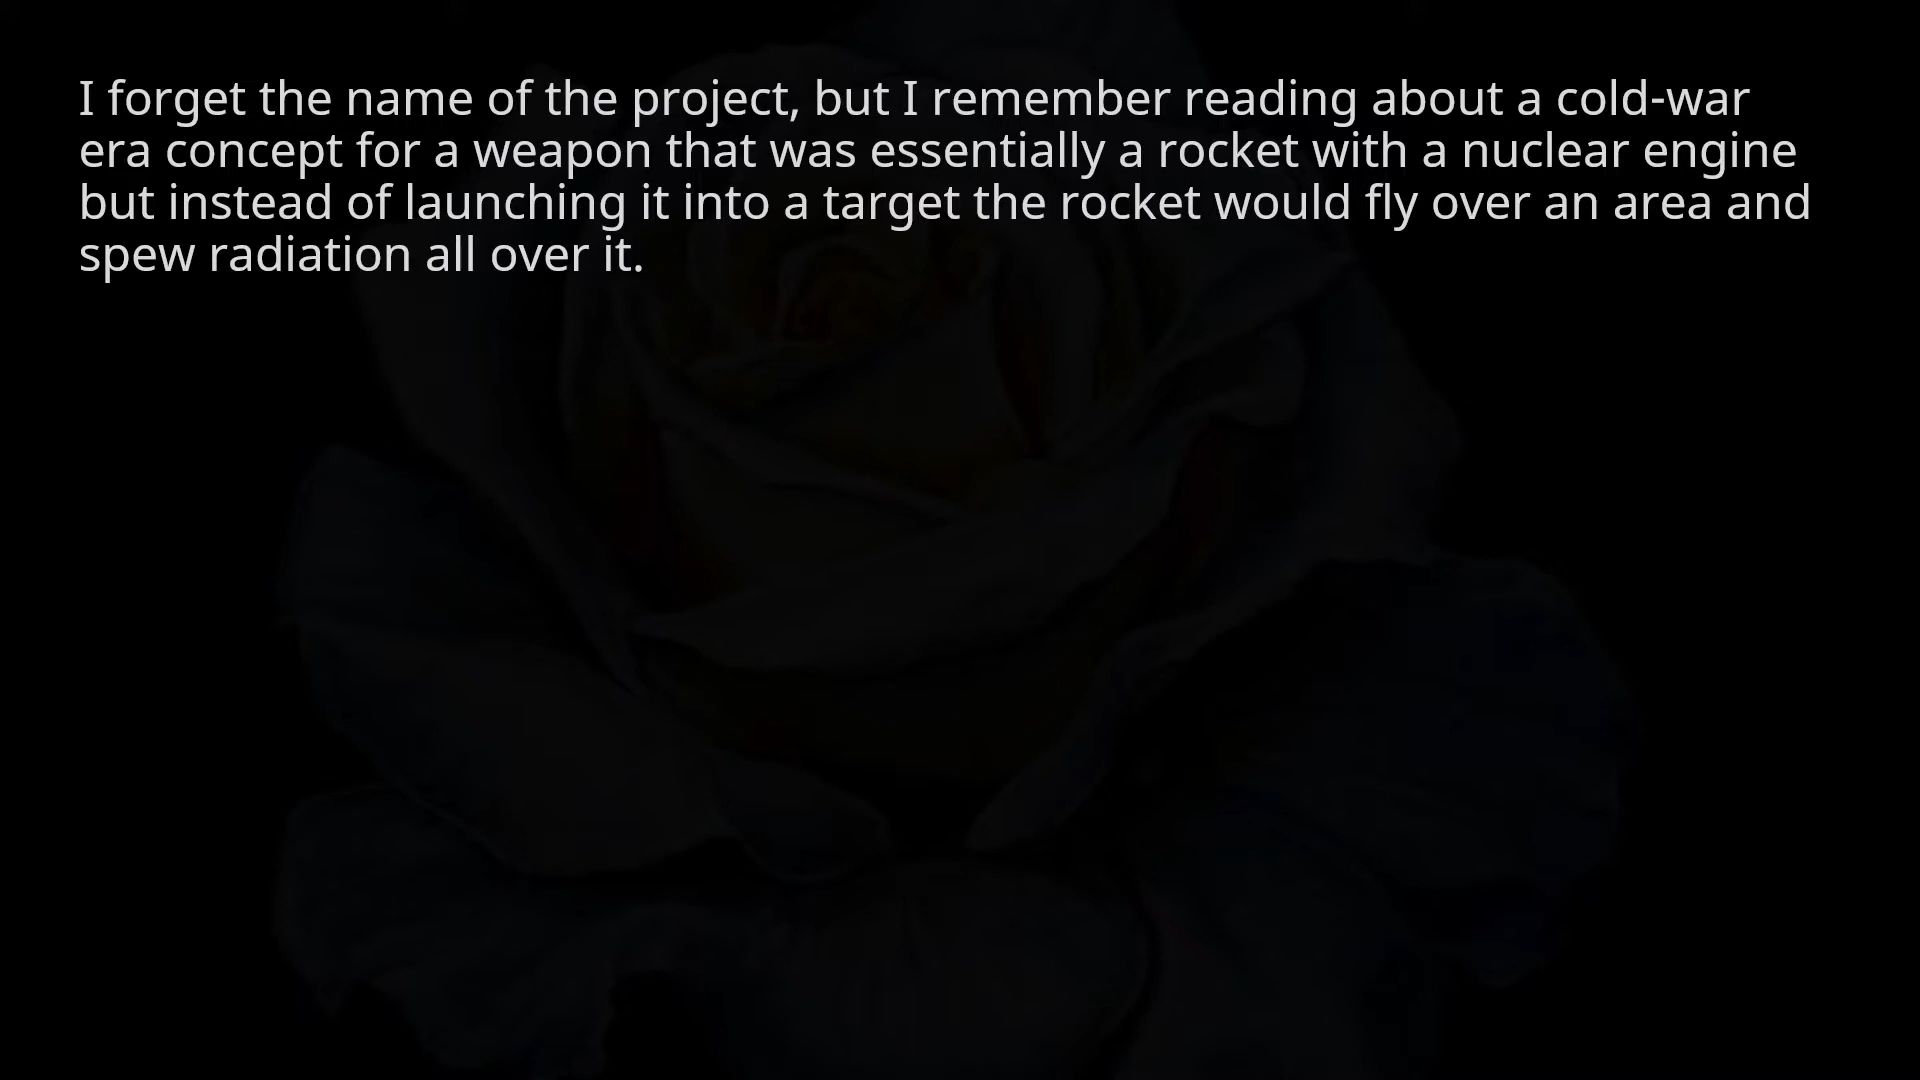 I forget the name of the project, but I remember reading about a cold-war
era concept for a weapon that was essentially a rocket with a nuclear engine
but instead of launching it into a target the rocket would fly over an area and
spew radiation all over it.